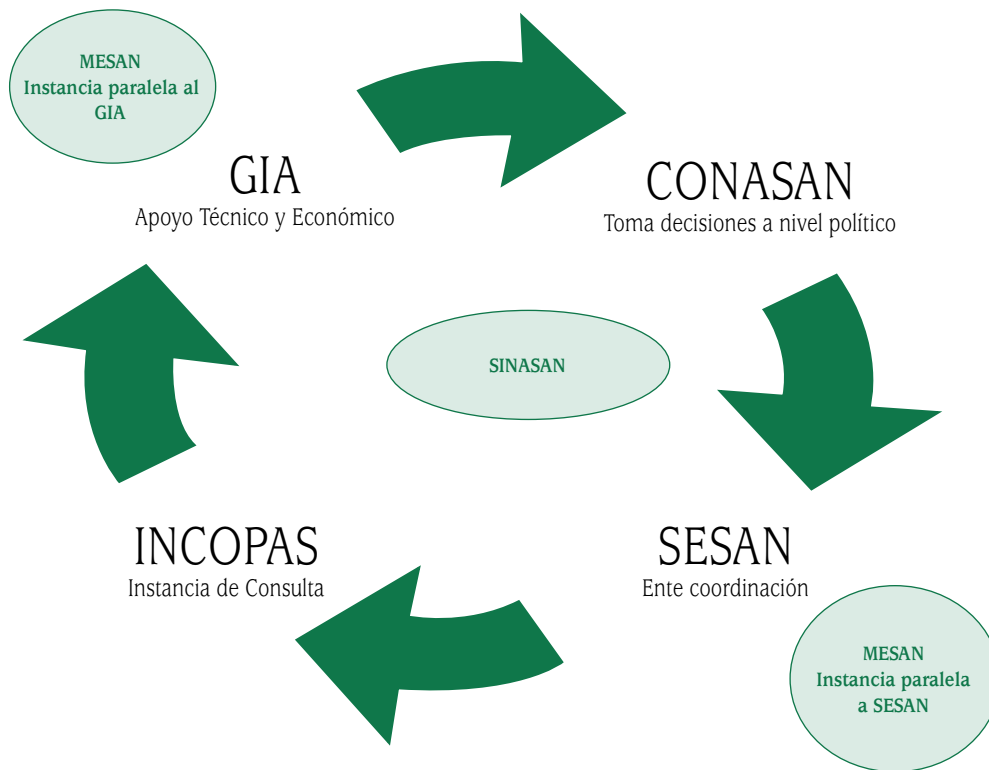 MESAN
Instancia paralela al
GIA
GIA
Apoyo Técnico y Económico
CONASAN
Toma decisiones a nivel político
SINASAN
INCOPAS
Instancia de Consulta
SESAN
Ente coordinación
MESAN
Instancia paralela
a SESAN